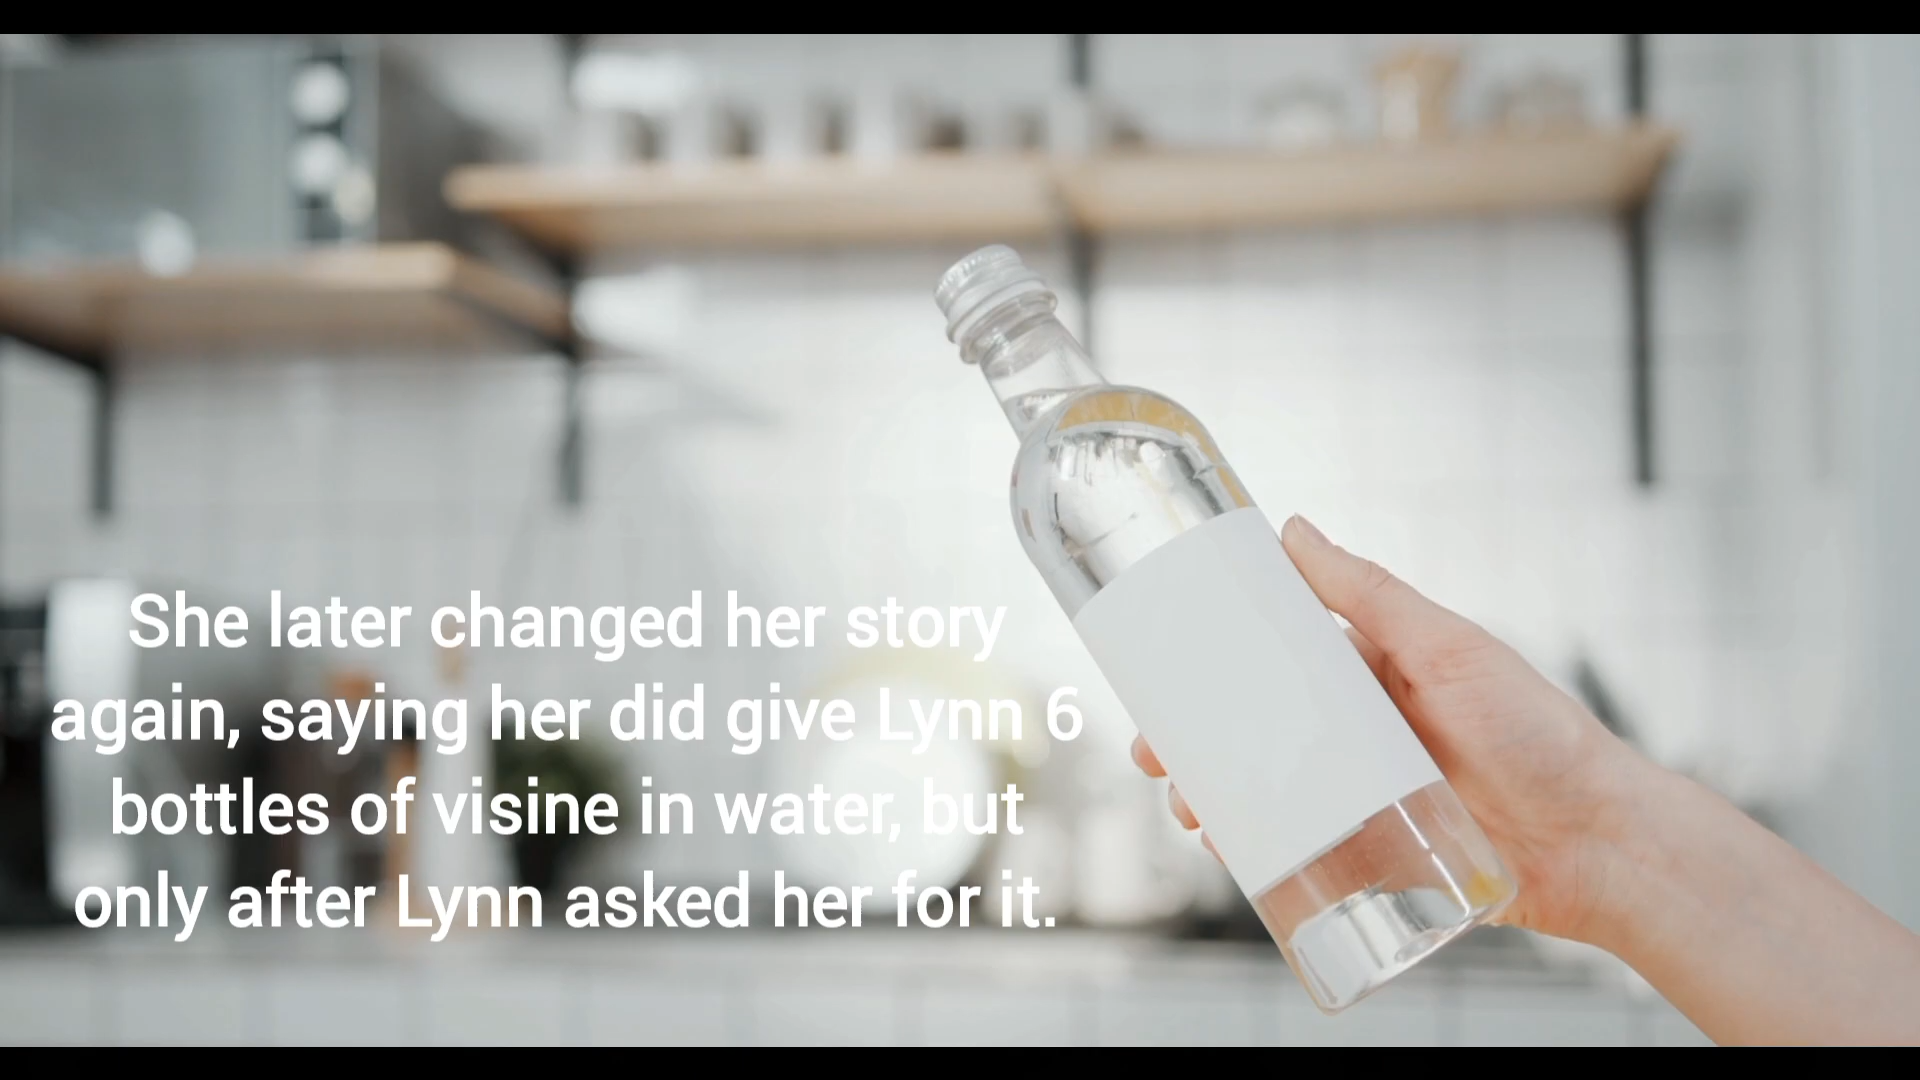 She later changed her story
again, saying her did give Lynn 6
bottles of visine in water, but
only after Lynn asked her for it.